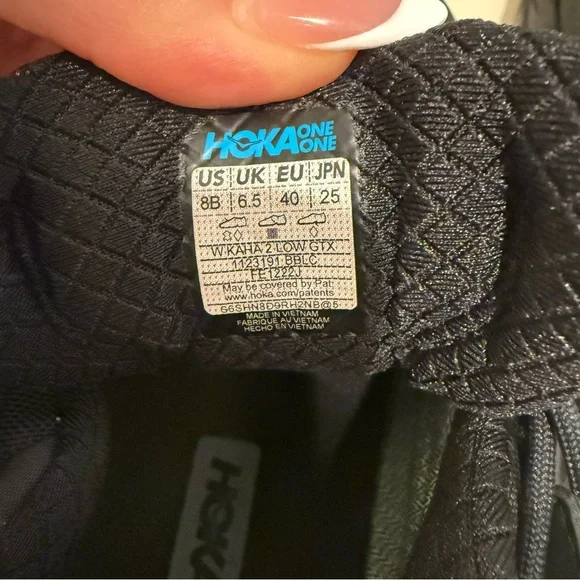 HOKA ONE ONE
US UK EU JPN
8B 6.5 40 25
W KAHA 2 LOW GTX
1123191 BBLC
FE1222J
May be covered by Pat:
www.hoka.com/patents
MADE IN VIETNAM
FABRIQUE AU VIETNAM
HECHO EN VIETNAM
HOKA